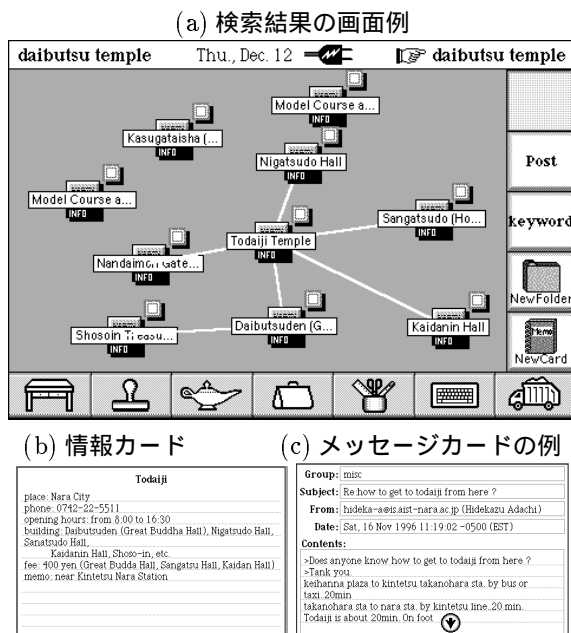 (a) 検索結果の画面例
daibutsu temple Thu., Dec. 12 daibutsu temple
Model Course a...
INFO
Kasugataisha (...
INFO
Nigatsudo Hall
INFO
Post
Model Course a...
INFO
Sangatsudo (Ho...
INFO
keyword
Todaiji Temple
INFO
Nandaimon Gate...
INFO
NewFolder
Daibutsuden (G...
INFO
Kaidanin Hall
INFO
Shosoin Treasu...
INFO
Memo
NewCard
(b) 情報カード
Todaiji
place: Nara City
phone: 0742-22-5511
opening hours: from 8:00 to 16:30
building: Daibutsuden (Great Buddha Hall), Nigatsudo Hall,
Sanatsudo Hall,
Kaidanin Hall, Shoso-in, etc.
fee: 400 yen (Great Budda Hall, Sangatsu Hall, Kaidan Hall)
memo: near Kintetsu Nara Station
(c) メッセージカードの例
Group: misc
Subject: Re:how to get to todaiji from here ?
From: hideka-a@is.aist-nara.ac.jp (Hidekazu Adachi)
Date: Sat, 16 Nov 1996 11:19:02 -0500 (EST)
Contents:
>Does anyone know how to get to todaiji from here ?
>Tank you.
keihanna plaza to kintetsu takanohara sta. by bus or
taxi..20min
takanohara sta to nara sta. by kintetsu line..20 min.
Todaiji is about 20min. On foot